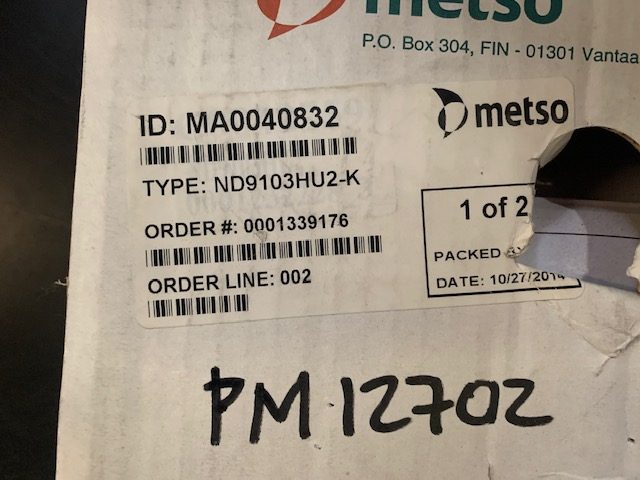 metso
P.O. Box 304, FIN - 01301 Vantaa
ID: MA0040832
metso
TYPE: ND9103HU2-K
1 of 2
ORDER #: 0001339176
PACKED
ORDER LINE: 002
DATE: 10/27/2014
PM 12702